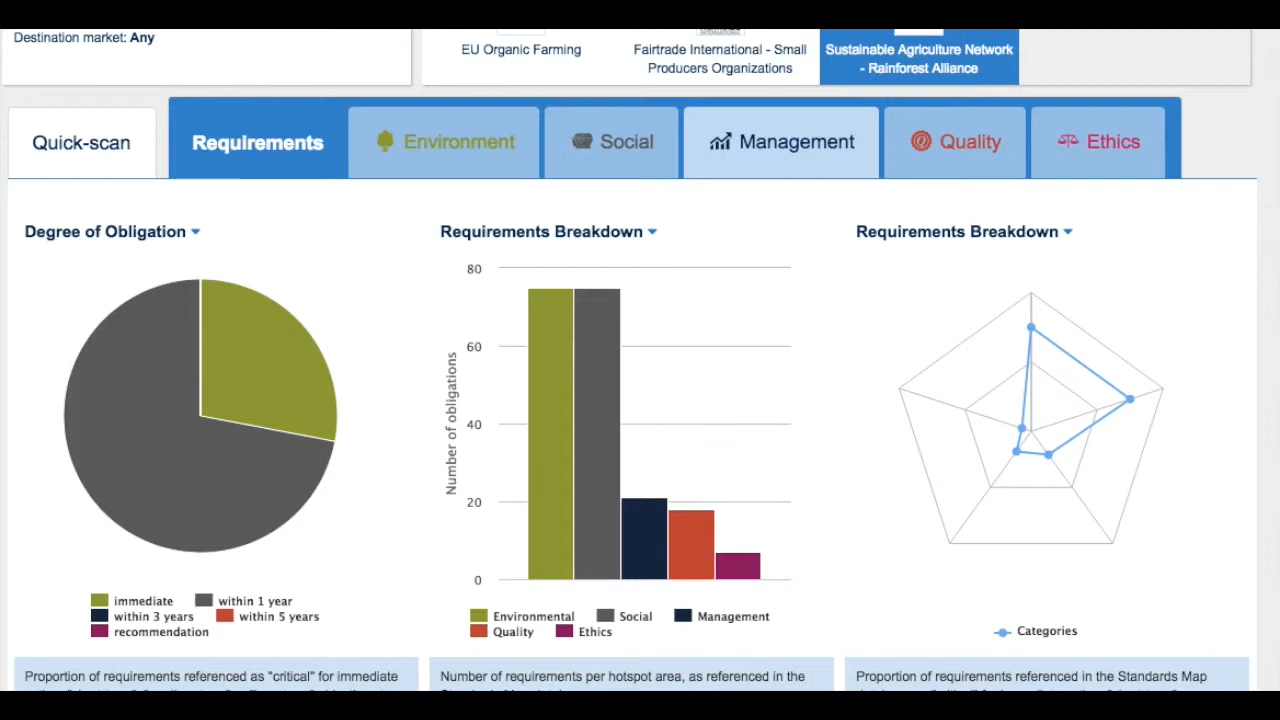 Destination market: Any
EU Organic Farming
Fairtrade International - Small
Producers Organizations
Sustainable Agriculture Network
- Rainforest Alliance
Quick-scan
Requirements
Environment
Social
Management
Quality
Ethics
Degree of Obligation
immediate
within 1 year
within 3 years
within 5 years
recommendation
Requirements Breakdown
80
60
40
20
0
Number of obligations
Environmental
Social
Management
Quality
Ethics
Requirements Breakdown
Categories
Proportion of requirements referenced as "critical" for immediate
Number of requirements per hotspot area, as referenced in the
Proportion of requirements referenced in the Standards Map